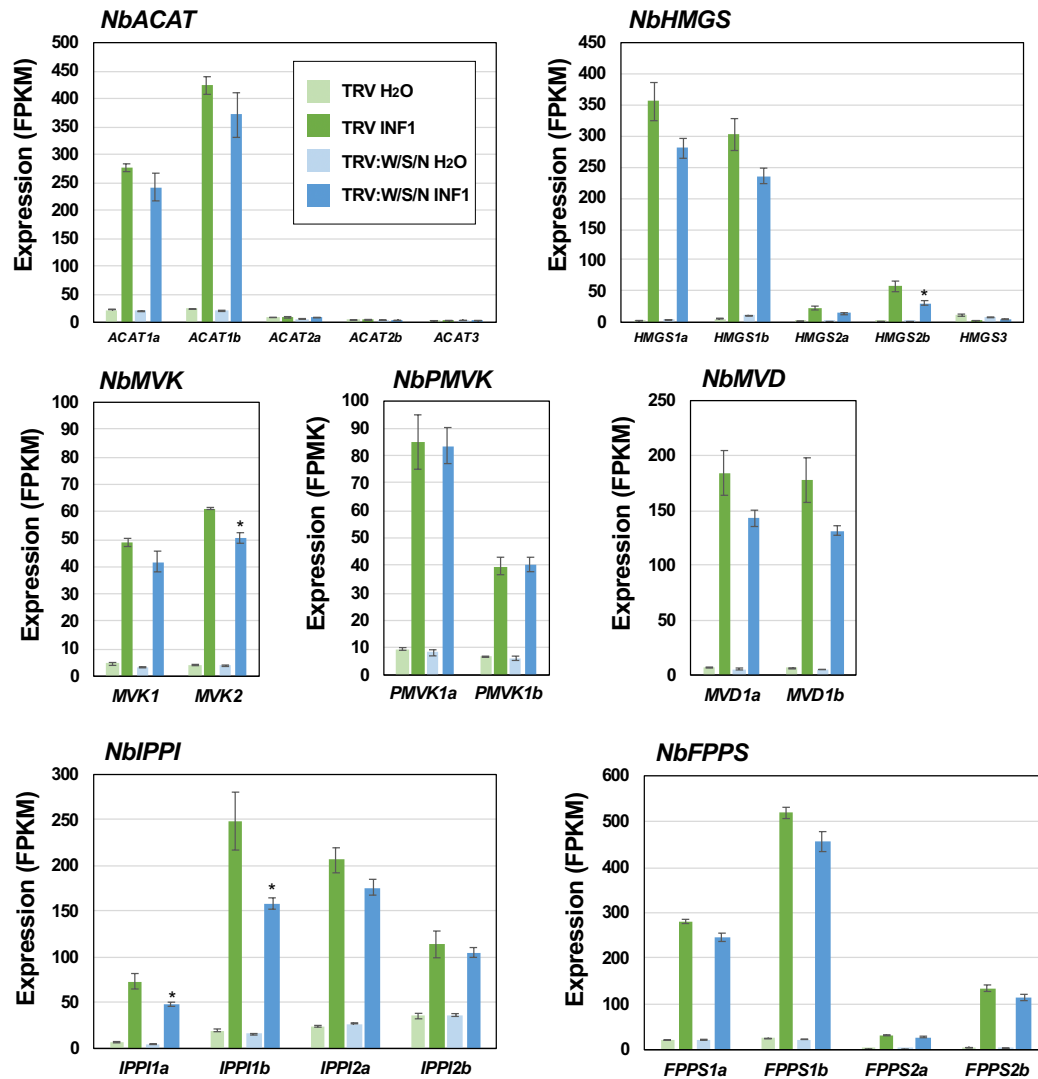 NbACAT
Expression (FPKM)
500
450
400
350
300
250
200
150
100
50
0
TRV H2O
TRV INF1
TRV:W/S/N H2O
TRV:W/S/N INF1
ACAT1a ACAT1b ACAT2a ACAT2b ACAT3
NbHMGS
Expression (FPKM)
450
400
350
300
250
200
150
100
50
0
*
HMGS1a HMGS1b HMGS2a HMGS2b HMGS3
NbMVK
Expression (FPKM)
100
90
80
70
60
50
40
30
20
10
0
*
MVK1 MVK2
NbPMVK
Expression (FPMK)
100
90
80
70
60
50
40
30
20
10
0
PMVK1a PMVK1b
NbMVD
Expression (FPKM)
250
200
150
100
50
0
MVD1a MVD1b
NbIPPI
Expression (FPKM)
300
250
200
150
100
50
0
*
*
IPPI1a IPPI1b IPPI2a IPPI2b
NbFPPS
Expression (FPKM)
600
500
400
300
200
100
0
FPPS1a FPPS1b FPPS2a FPPS2b